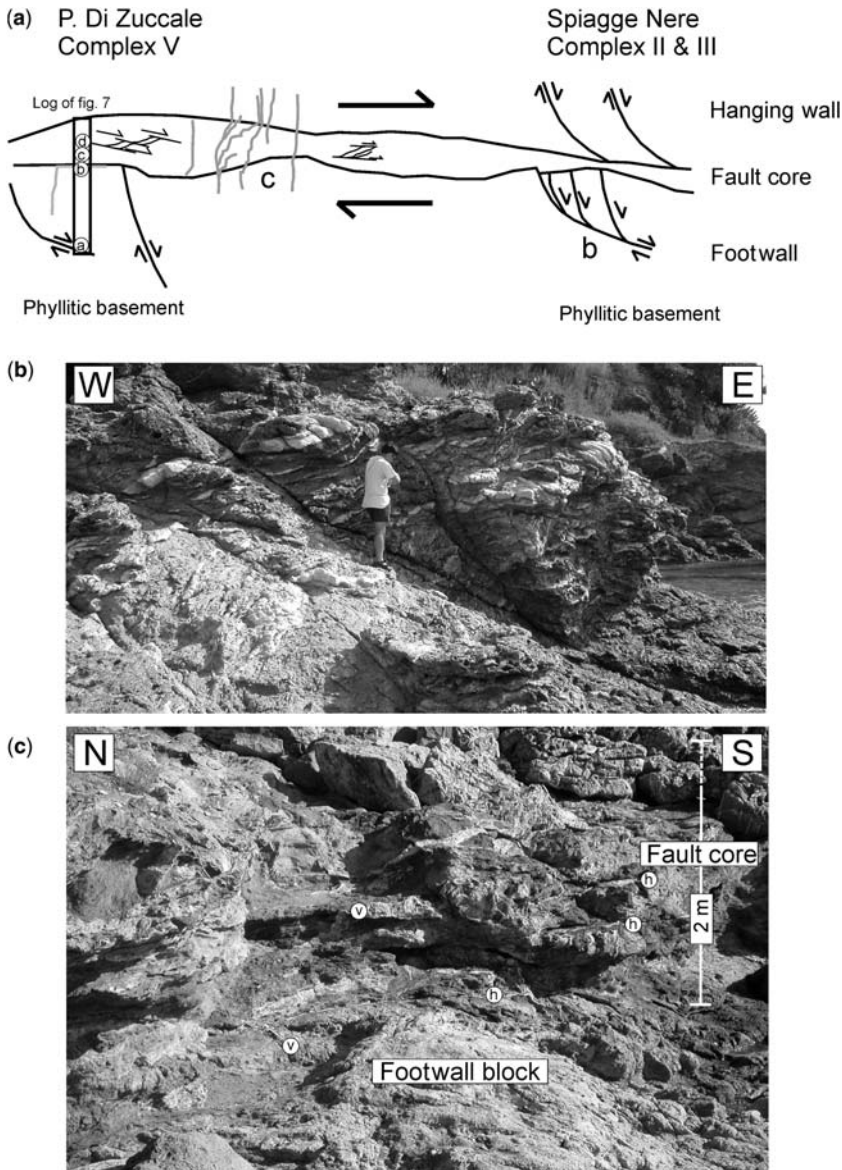 (a)
P. Di Zuccale
Complex V
Spiagge Nere
Complex II & III
Log of fig. 7
d
c
b
a
c
b
Hanging wall
Fault core
Footwall
Phyllitic basement
Phyllitic basement
(b)
W
E
(c)
N
S
Fault core
h
v
h
2 m
h
v
Footwall block